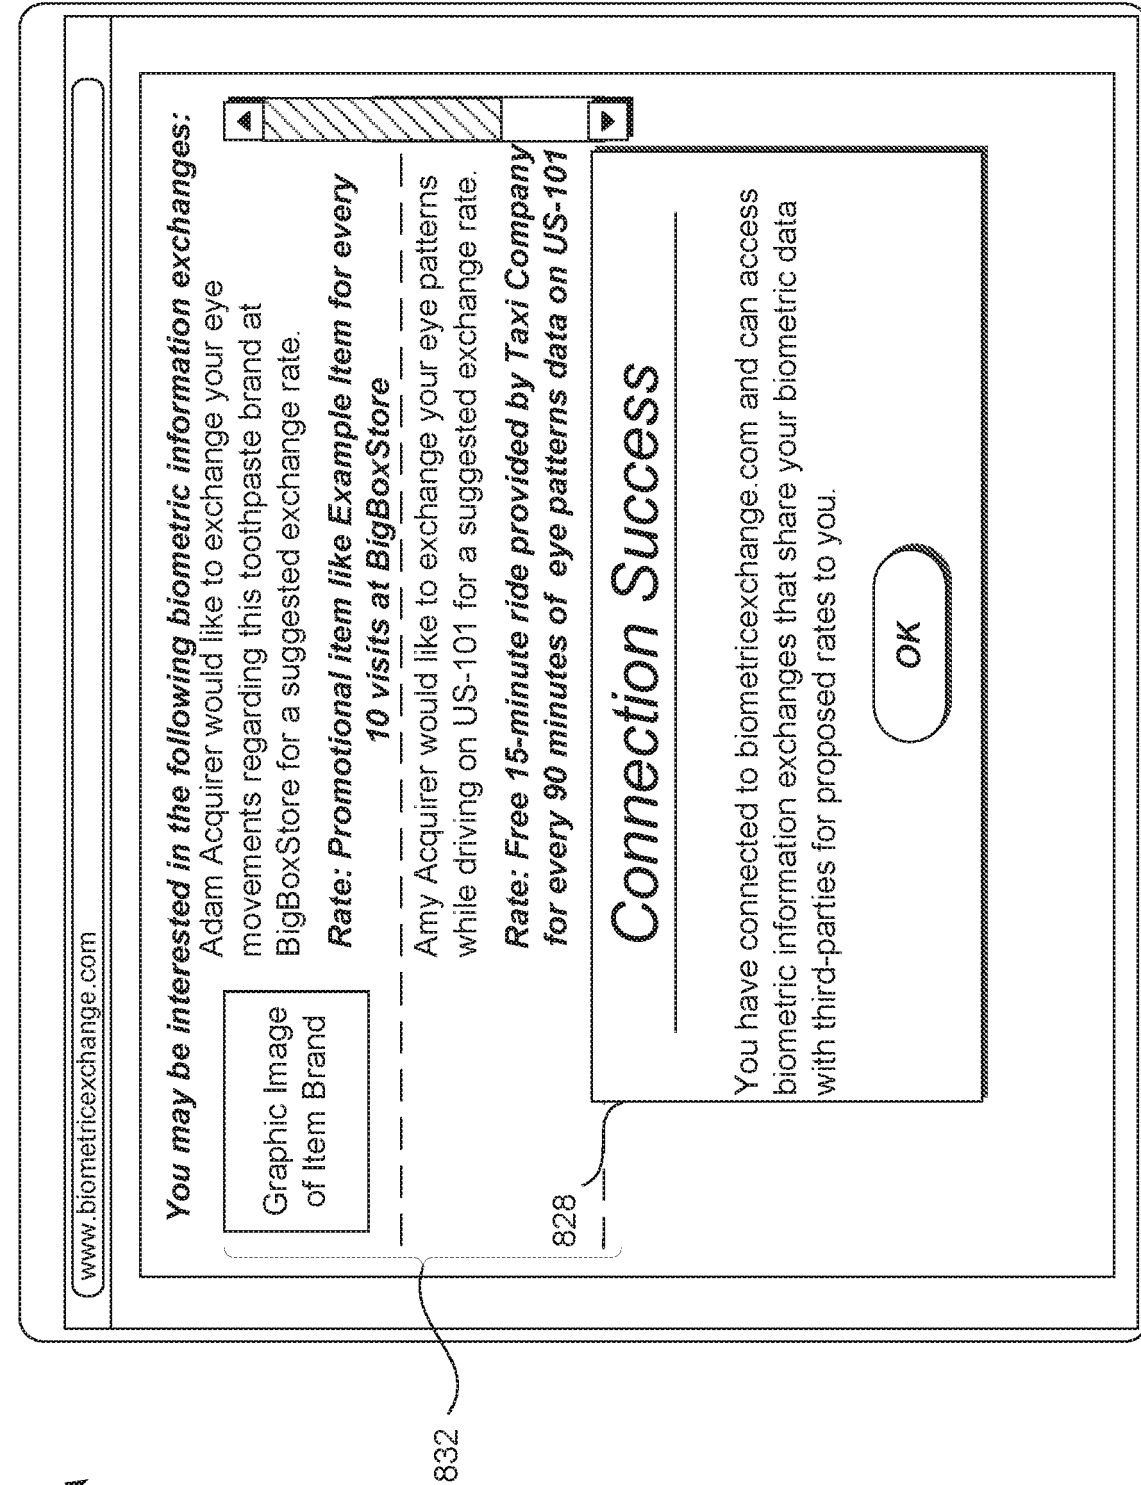 www.biometricexchange.com
You may be interested in the following biometric information exchanges:
Graphic Image
of Item Brand
Adam Acquirer would like to exchange your eye
movements regarding this toothpaste brand at
BigBoxStore for a suggested exchange rate.
Rate: Promotional item like Example Item for every
10 visits at BigBoxStore
Amy Acquirer would like to exchange your eye patterns
while driving on US-101 for a suggested exchange rate.
Rate: Free 15-minute ride provided by Taxi Company
for every 90 minutes of eye patterns data on US-101
Connection Success
You have connected to biometricexchange.com and can access
biometric information exchanges that share your biometric data
with third-parties for proposed rates to you.
OK
828
832